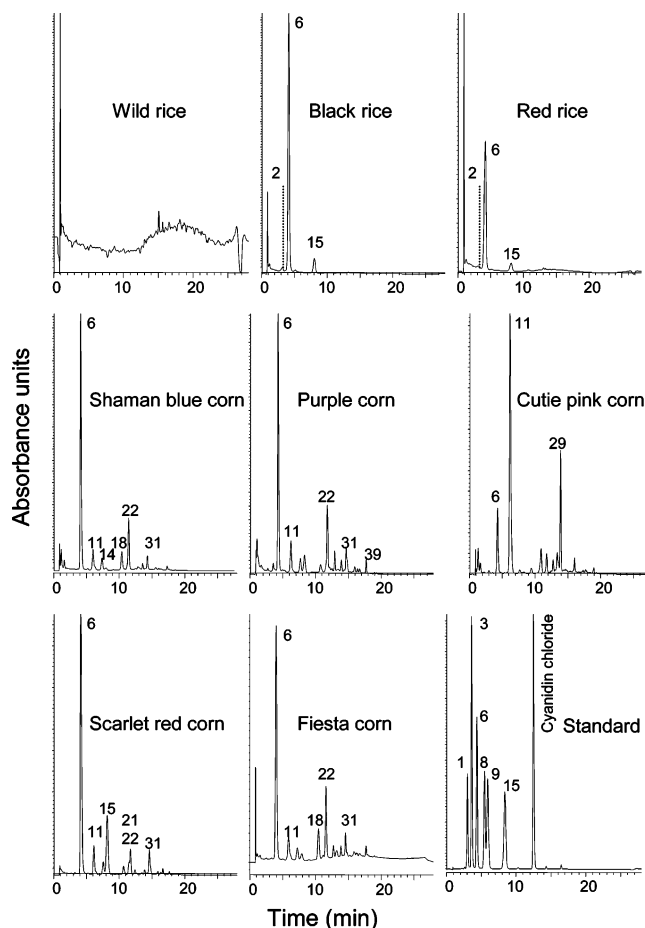 Absorbance units
Wild rice
0 10 20
6
Black rice
2
15
0 10 20
Red rice
6
2
15
0 10 20
6
Shaman blue corn
22
11 14 18 31
0 10 20
6
Purple corn
22
11 31 39
0 10 20
11
Cutie pink corn
29
6
0 10 20
6
Scarlet red corn
15
21
11 22 31
0 10 20
6
Fiesta corn
22
18 31
11
0 10 20
3
Cyanidin chloride
6
Standard
1 8
9 15
0 10 20
Time (min)